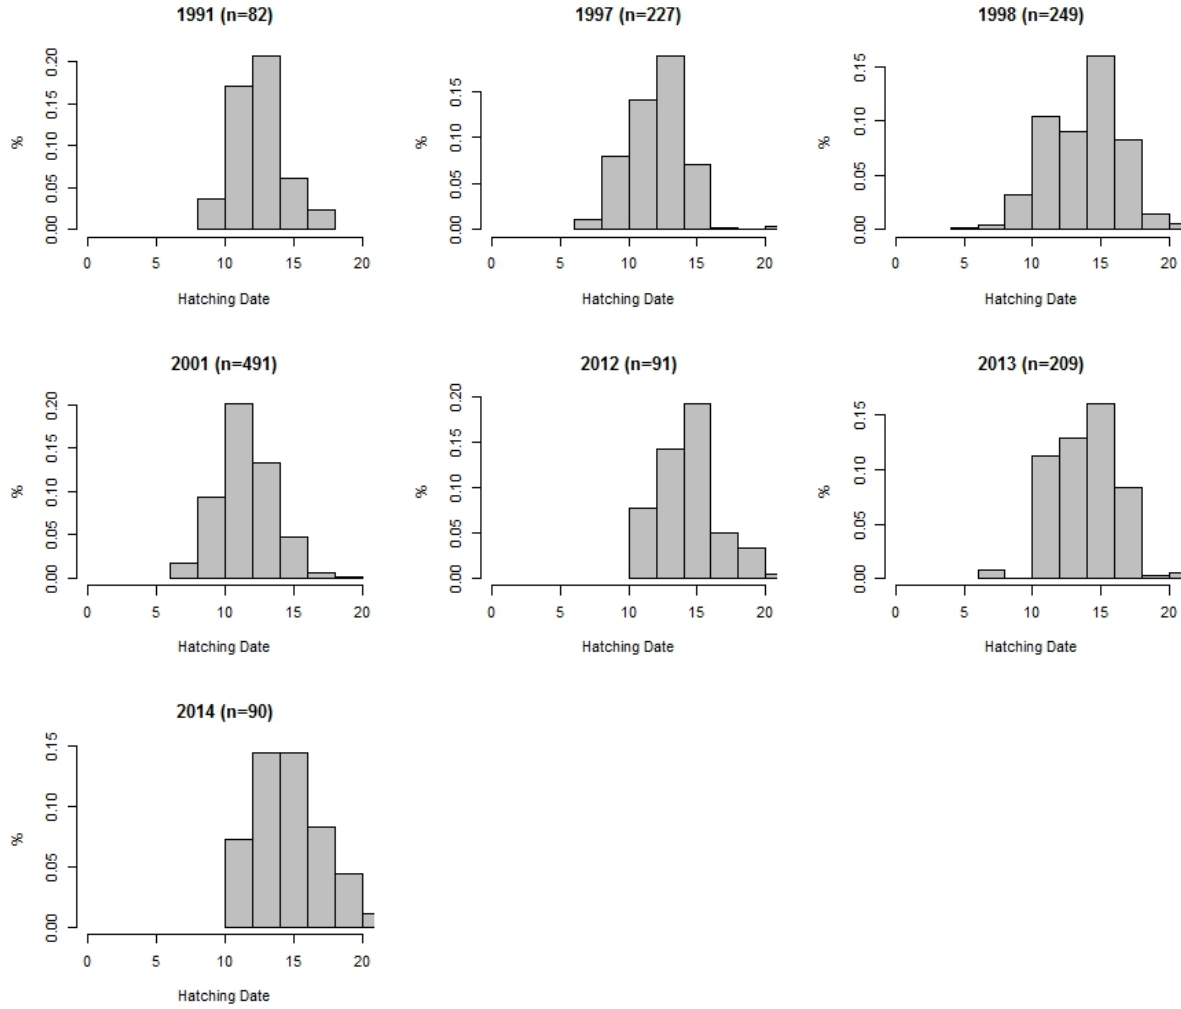 1991 (n=82)
1997 (n=227)
1998 (n=249)
%
0.00 0.05 0.10 0.15 0.20
0 5 10 15 20
Hatching Date
%
0.00 0.05 0.10 0.15
0 5 10 15 20
Hatching Date
%
0.00 0.05 0.10 0.15
0 5 10 15 20
Hatching Date
2001 (n=491)
2012 (n=91)
2013 (n=209)
%
0.00 0.05 0.10 0.15 0.20
0 5 10 15 20
Hatching Date
%
0.00 0.05 0.10 0.15 0.20
0 5 10 15 20
Hatching Date
%
0.00 0.05 0.10 0.15
0 5 10 15 20
Hatching Date
2014 (n=90)
%
0.00 0.05 0.10 0.15
0 5 10 15 20
Hatching Date